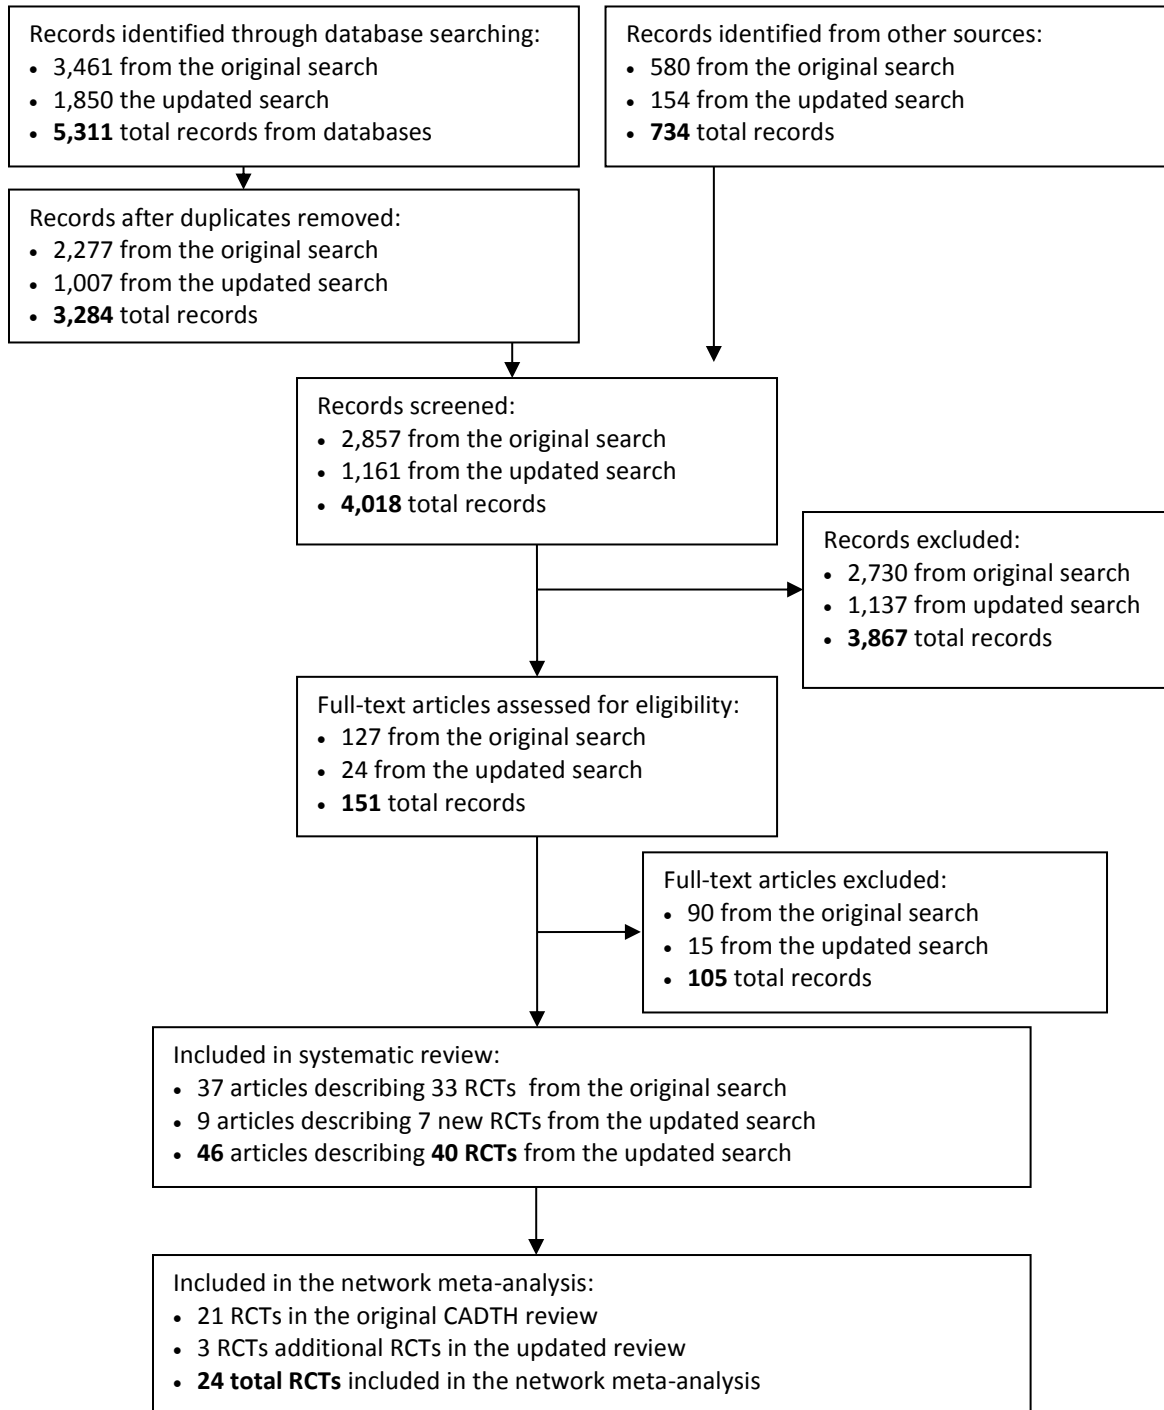 Records identified through database searching:
• 3,461 from the original search
• 1,850 the updated search
• 5,311 total records from databases
Records identified from other sources:
• 580 from the original search
• 154 from the updated search
• 734 total records
Records after duplicates removed:
• 2,277 from the original search
• 1,007 from the updated search
• 3,284 total records
Records screened:
• 2,857 from the original search
• 1,161 from the updated search
• 4,018 total records
Records excluded:
• 2,730 from original search
• 1,137 from updated search
• 3,867 total records
Full-text articles assessed for eligibility:
• 127 from the original search
• 24 from the updated search
• 151 total records
Full-text articles excluded:
• 90 from the original search
• 15 from the updated search
• 105 total records
Included in systematic review:
• 37 articles describing 33 RCTs from the original search
• 9 articles describing 7 new RCTs from the updated search
• 46 articles describing 40 RCTs from the updated search
Included in the network meta-analysis:
• 21 RCTs in the original CADTH review
• 3 RCTs additional RCTs in the updated review
• 24 total RCTs included in the network meta-analysis